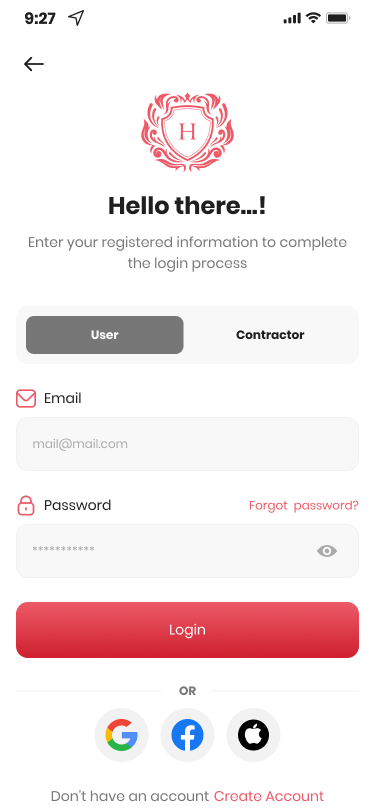 9:27
H
Hello there...!
Enter your registered information to complete
the login process
User
Contractor
Email
mail@mail.com
Password
Forgot password?
***********
Login
OR
Don't have an account Create Account